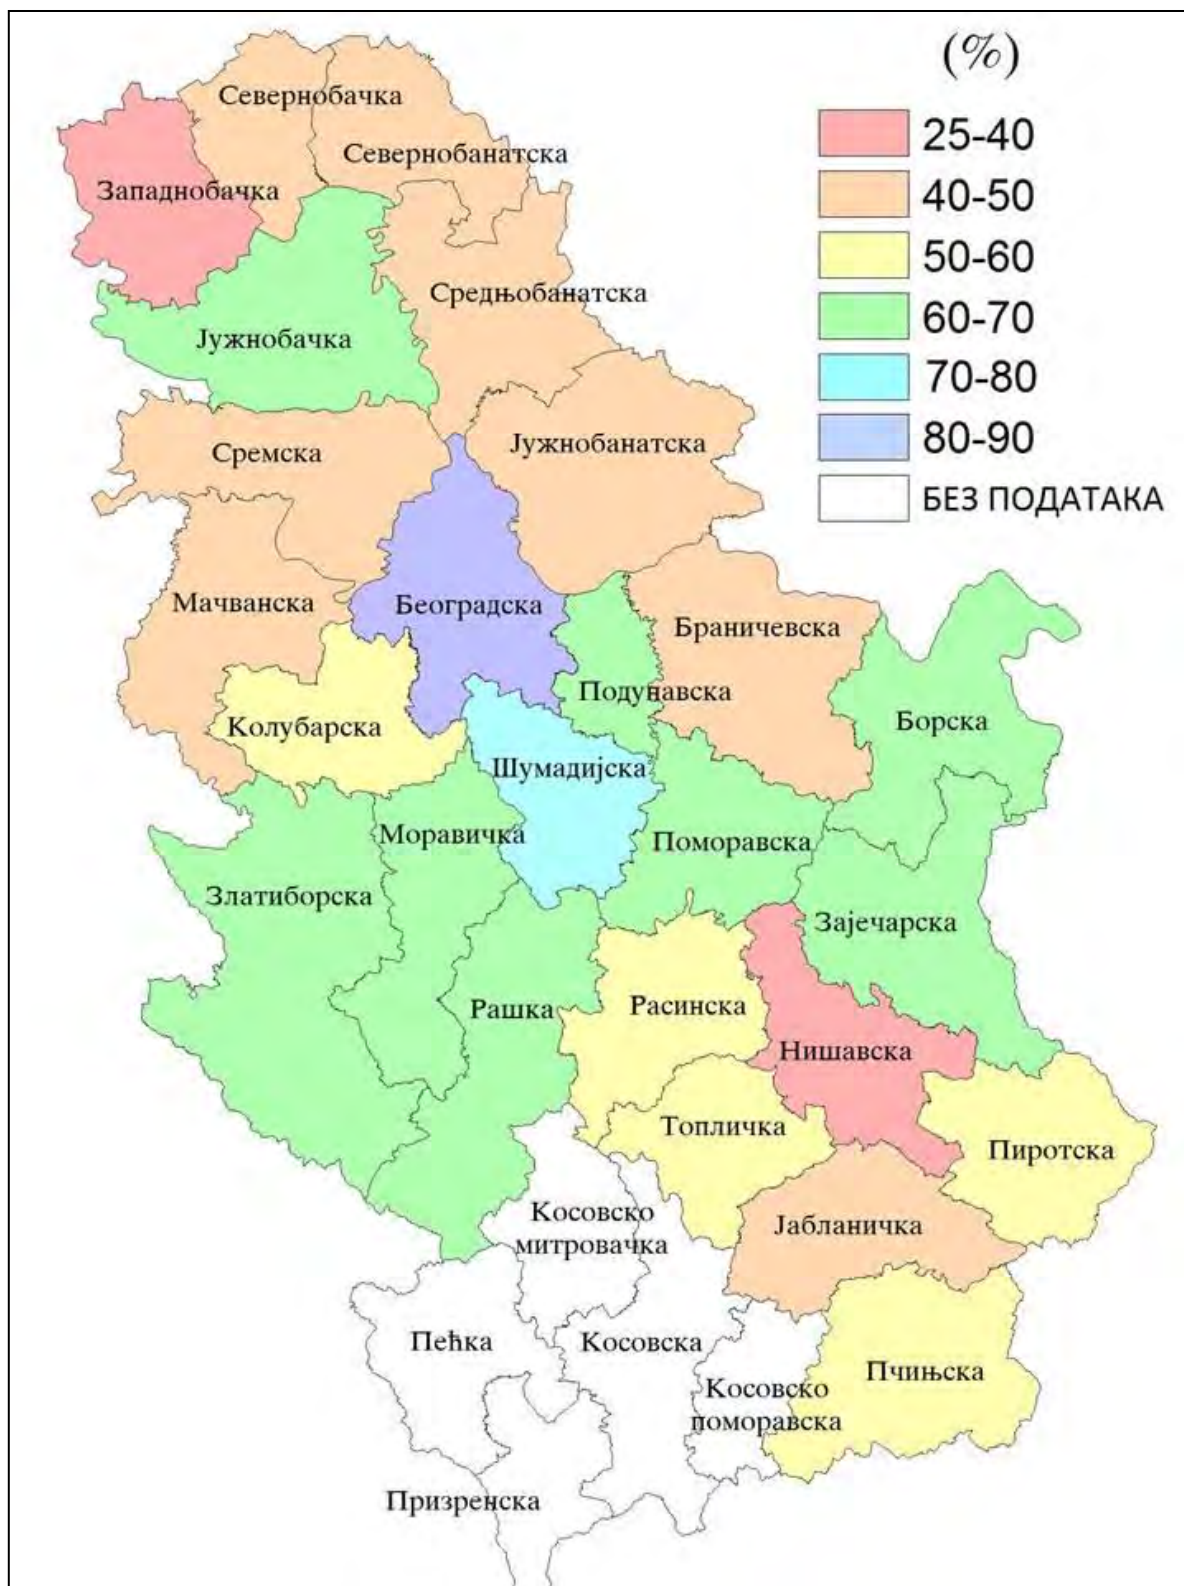 (%)
25-40
40-50
50-60
60-70
70-80
80-90
БЕЗ ПОДАТАКА
Севернобачка
Севернобанатска
Западнобачка
Средњобанатска
Јужнобачка
Јужнобанатска
Сремска
Мачванска
Београдска
Браничевска
Подунавска
Борска
Колубарска
Шумадијска
Моравичка
Поморавска
Златиборска
Зајечарска
Рашка
Расинска
Нишавска
Топличка
Пиротска
Косовско
митровачка
Јабланичка
Пећка
Косовска
Пчињска
Косовско
поморавска
Призренска